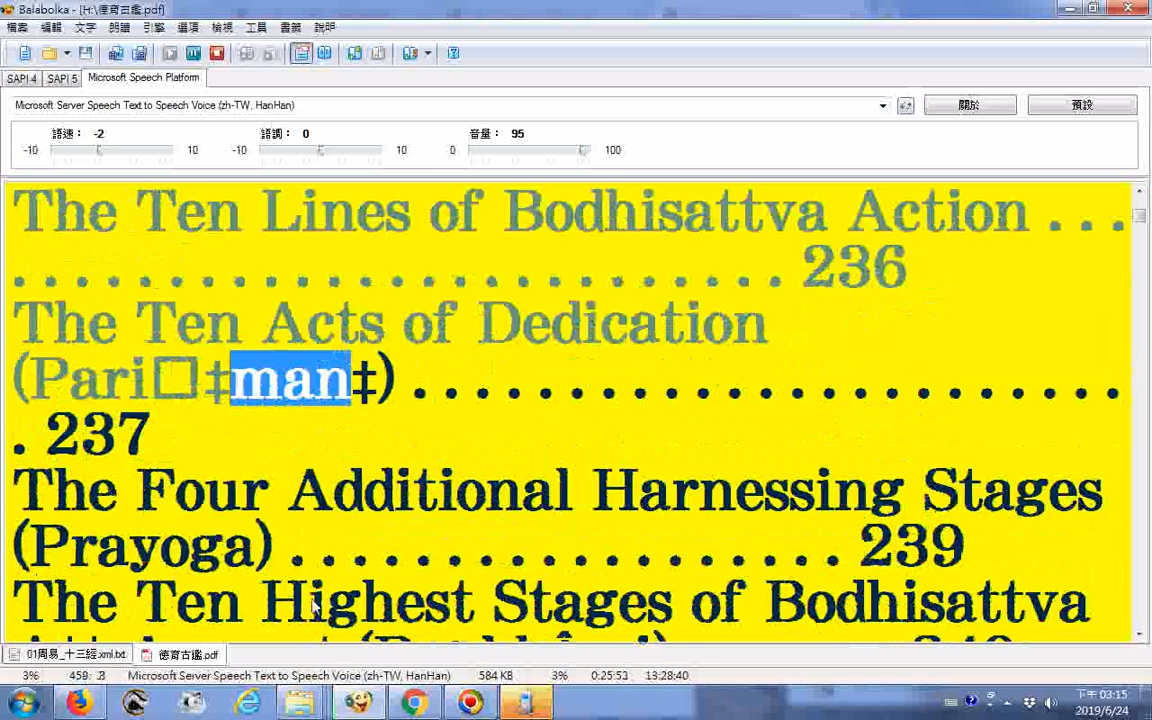 Balabolka - [H:\德育古鑑.pdf]
檔案 編輯 文字 朗讀 引擎 選項 檢視 工具 書籤 說明
SAPI 4 SAPI 5 Microsoft Speech Platform
Microsoft Server Speech Text to Speech Voice (zh-TW, HanHan) 關於 預設
語速： -2 語調： 0 音量： 95
-10 10 -10 10 0 100
The Ten Lines of Bodhisattva Action . . .
. . . . . . . . . . . . . . . . . . . . . . . . . 236
The Ten Acts of Dedication
(Pari□‡man‡) . . . . . . . . . . . . . . . . . . . . . . .
. 237
The Four Additional Harnessing Stages
(Prayoga) . . . . . . . . . . . . . . . . . . 239
The Ten Highest Stages of Bodhisattva
01周易_十三經.xml.txt 德育古鑑.pdf
3% Microsoft Server Speech Text to Speech Voice (zh-TW, HanHan) 584 KB 3% 0:25:53 13:28:40
下午 03:15
2019/6/24